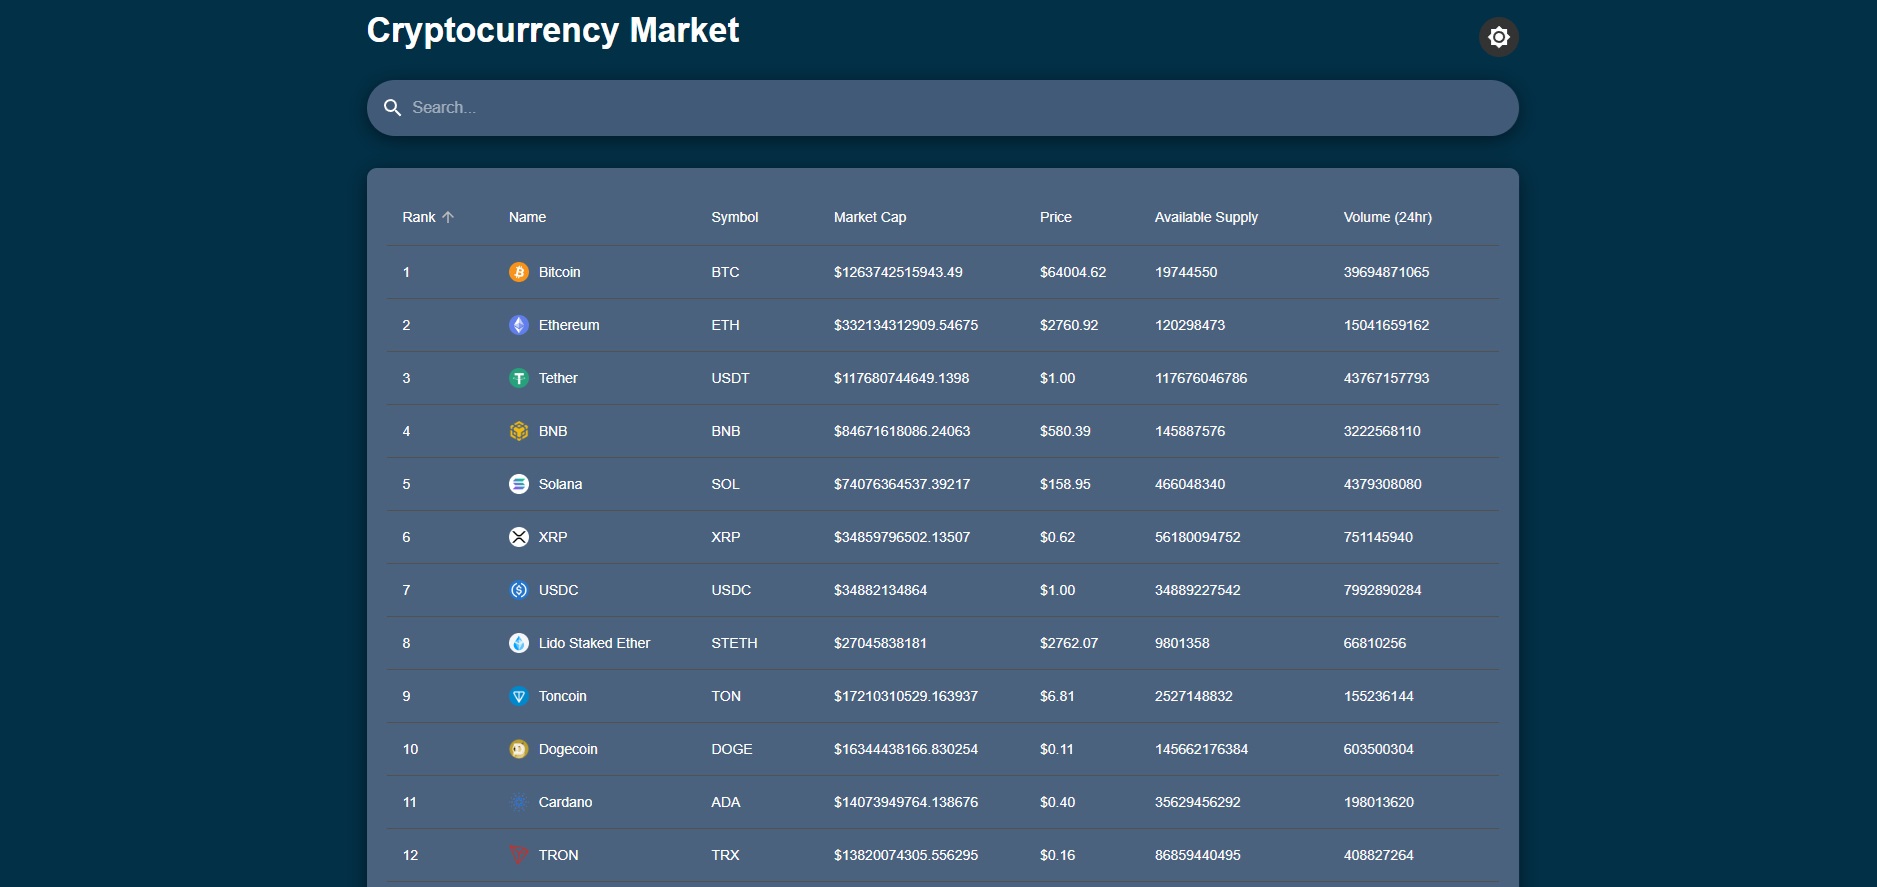 Cryptocurrency Market
Search...
Rank Name Symbol Market Cap Price Available Supply Volume (24hr)
1 Bitcoin BTC $1263742515943.49 $64004.62 19744550 39694871065
2 Ethereum ETH $332134312909.54675 $2760.92 120298473 15041659162
3 Tether USDT $117680744649.1398 $1.00 117676046786 43767157793
4 BNB BNB $84671618086.24063 $580.39 145887576 3222568110
5 Solana SOL $74076364537.39217 $158.95 466048340 4379308080
6 XRP XRP $34859796502.13507 $0.62 56180094752 751145940
7 USDC USDC $34882134864 $1.00 34889227542 7992890284
8 Lido Staked Ether STETH $27045838181 $2762.07 9801358 66810256
9 Toncoin TON $17210310529.163937 $6.81 2527148832 155236144
10 Dogecoin DOGE $16344438166.830254 $0.11 145662176384 603500304
11 Cardano ADA $14073949764.138676 $0.40 35629456292 198013620
12 TRON TRX $13820074305.556295 $0.16 86859440495 408827264